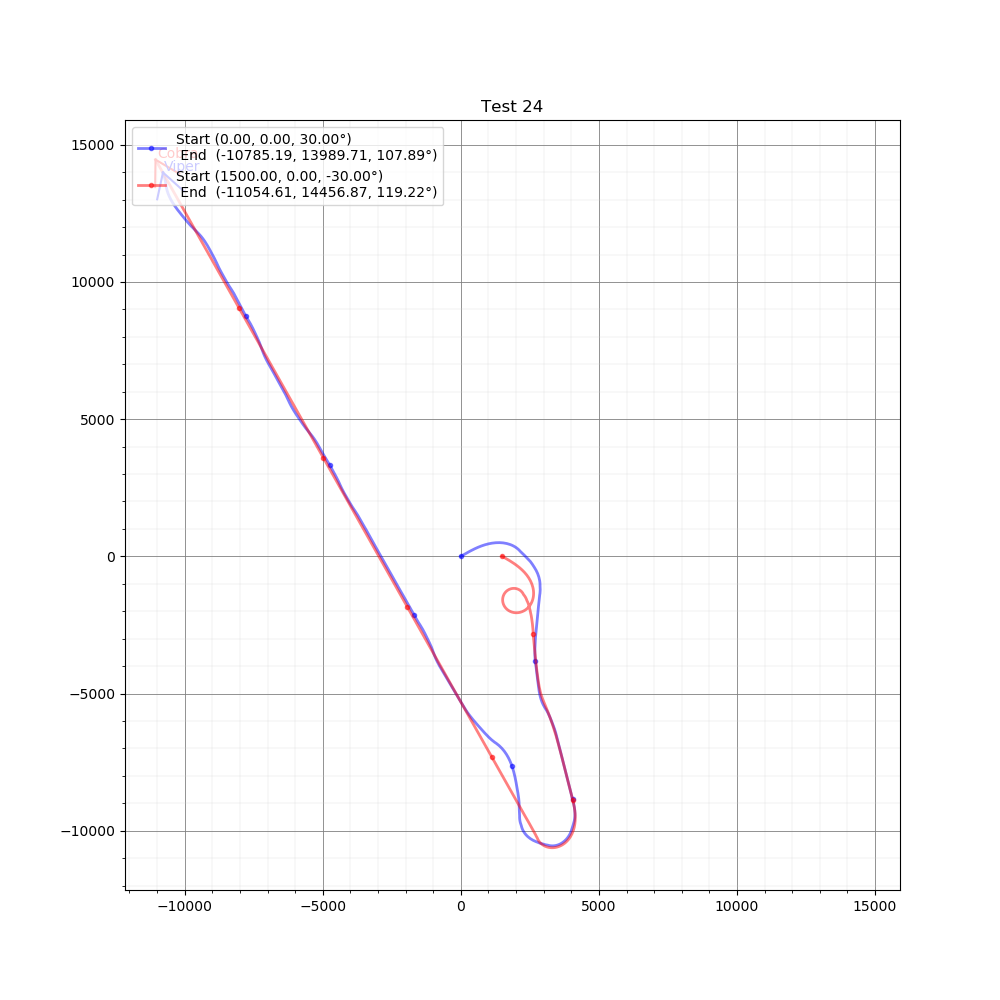 Test 24
Start (0.00, 0.00, 30.00°)
End (-10785.19, 13989.71, 107.89°)
Start (1500.00, 0.00, -30.00°)
End (-11054.61, 14456.87, 119.22°)
Cobra
Viper
15000
10000
5000
0
−5000
−10000
−10000 −5000 0 5000 10000 15000